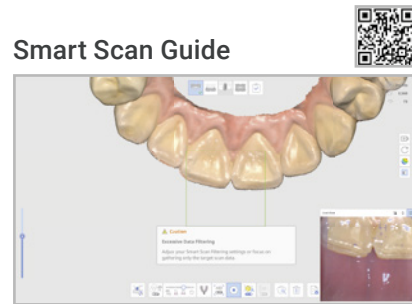 Smart Scan Guide
Caution
Excessive Data Filtering
Adjust your Smart Scan Filtering settings or focus on
gathering only the target scan data.